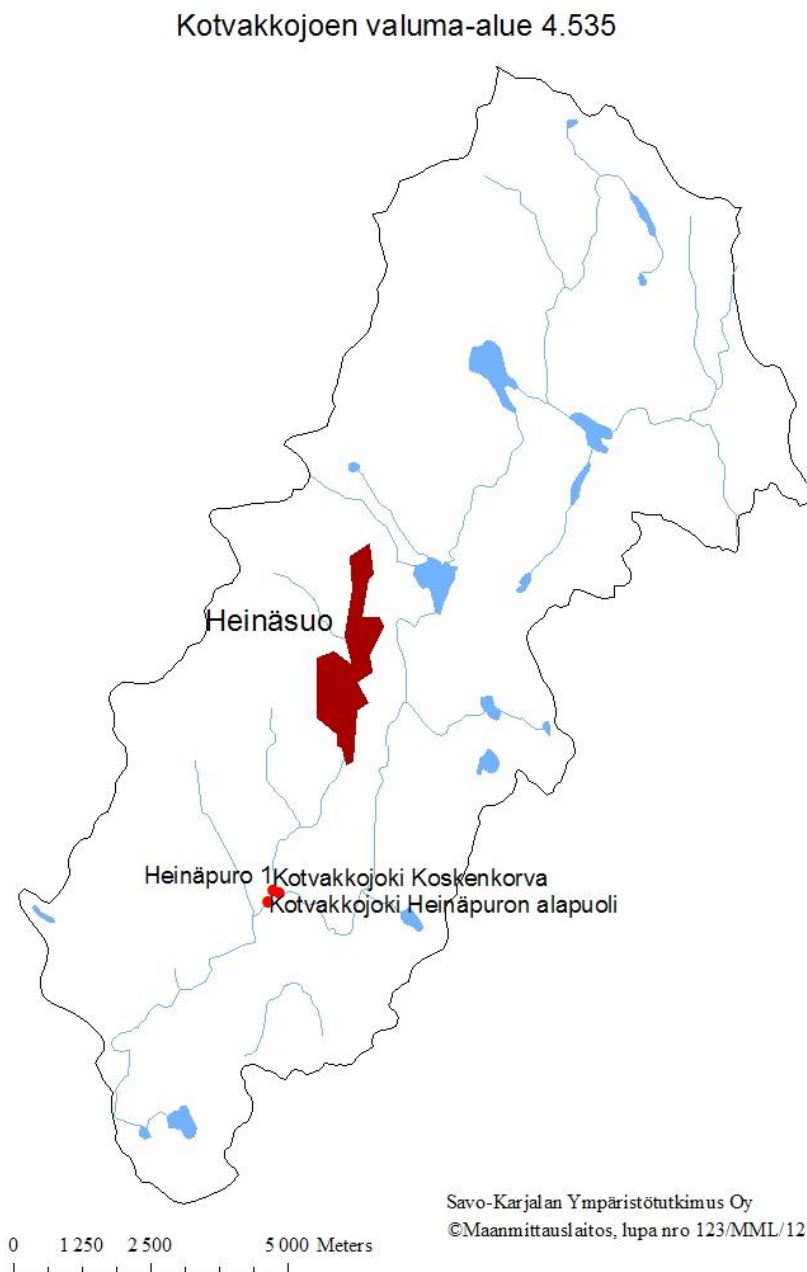 Kotvakkojoen valuma-alue 4.535
Heinäsuo
Heinäpuro 1
Kotvakkojoki Koskenkorva
Kotvakkojoki Heinäpuron alapuoli
Savo-Karjalan Ympäristötutkimus Oy
©Maanmittauslaitos, lupa nro 123/MML/12
0 1 250 2 500 5 000 Meters